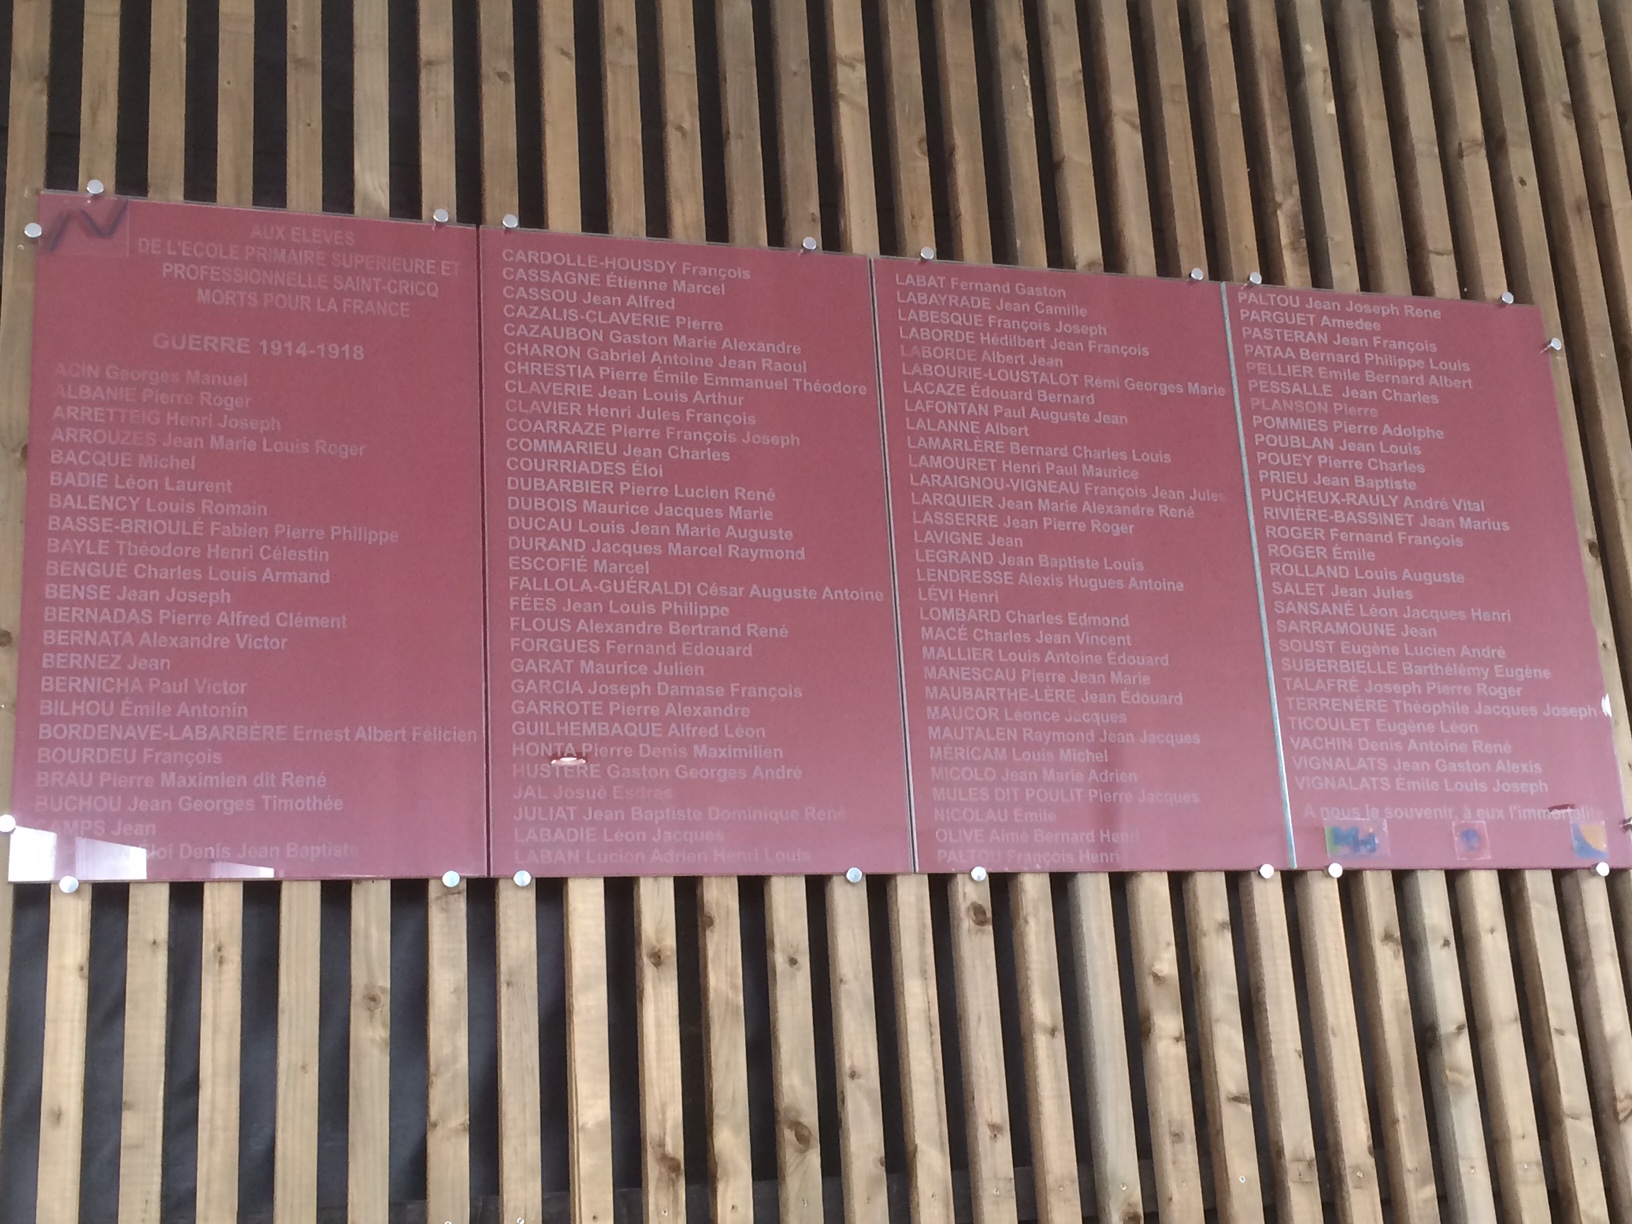 AUX ELEVES
DE L'ECOLE PRIMAIRE SUPERIEURE ET
PROFESSIONNELLE SAINT-CRICQ
MORTS POUR LA FRANCE
GUERRE 1914-1918
ACIN Georges Manuel
ALBANIE Pierre Roger
ARRETTEIG Henri Joseph
ARROUZES Jean Marie Louis Roger
BACQUE Michel
BADIE Léon Laurent
BALENCY Louis Romain
BASSE-BRIOULÉ Fabien Pierre Philippe
BAYLE Théodore Henri Célestin
BENGUÉ Charles Louis Armand
BENSE Jean Joseph
BERNADAS Pierre Alfred Clément
BERNATA Alexandre Victor
BERNEZ Jean
BERNICHA Paul Victor
BILHOU Émile Antonin
BORDENAVE-LABARBÈRE Ernest Albert Félicien
BOURDEU François
BRAU Pierre Maximien dit René
BUCHOU Jean Georges Timothée
Jean
Éloi Denis Jean Baptiste
CARDOLLE-HOUSDY François
CASSAGNE Étienne Marcel
CASSOU Jean Alfred
CAZALIS-CLAVERIE Pierre
CAZAUBON Gaston Marie Alexandre
CHARON Gabriel Antoine Jean Raoul
CHRESTIA Pierre Émile Emmanuel Théodore
CLAVERIE Jean Louis Arthur
CLAVIER Henri Jules François
COARRAZE Pierre François Joseph
COMMARIEU Jean Charles
COURRIADES Éloi
DUBARBIER Pierre Lucien René
DUBOIS Maurice Jacques Marie
DUCAU Louis Jean Marie Auguste
DURAND Jacques Marcel Raymond
ESCOFIÉ Marcel
FALLOLA-GUÉRALDI César Auguste Antoine
FÉES Jean Louis Philippe
FLOUS Alexandre Bertrand René
FORGUES Fernand Edouard
GARAT Maurice Julien
GARCIA Joseph Damase François
GARROTE Pierre Alexandre
GUILHEMBAQUE Alfred Léon
HONTA Pierre Denis Maximilien
HUSTERE Gaston Georges André
JAL Josué Esdras
JULIAT Jean Baptiste Dominique René
LABADIE Léon Jacques
LABAN Lucien Adrien Henri Louis
LABAT Fernand Gaston
LABAYRADE Jean Camille
LABESQUE François Joseph
LABORDE Hédilbert Jean François
LABORDE Albert Jean
LABOURIE-LOUSTALOT Rémi Georges Marie
LACAZE Édouard Bernard
LAFONTAN Paul Auguste Jean
LALANNE Albert
LAMARLÈRE Bernard Charles Louis
LAMOURET Henri Paul Maurice
LARAIGNOU-VIGNEAU François Jean Jules
LARQUIER Jean Marie Alexandre René
LASSERRE Jean Pierre Roger
LAVIGNE Jean
LEGRAND Jean Baptiste Louis
LENDRESSE Alexis Hugues Antoine
LÉVI Henri
LOMBARD Charles Edmond
MACÉ Charles Jean Vincent
MALLIER Louis Antoine Édouard
MANESCAU Pierre Jean Marie
MAUBARTHE-LÈRE Jean Édouard
MAUCOR Léonce Jacques
MAUTALEN Raymond Jean Jacques
MÉRICAM Louis Michel
MICOLO Jean Marie Adrien
MULES DIT POULIT Pierre Jacques
NICOLAU Émile
OLIVE Aimé Bernard Henri
PALTOU François Henri
PALTOU Jean Joseph Rene
PARGUET Amedee
PASTERAN Jean François
PATAA Bernard Philippe Louis
PELLIER Emile Bernard Albert
PESSALLE Jean Charles
PLANSON Pierre
POMMIES Pierre Adolphe
POUBLAN Jean Louis
POUEY Pierre Charles
PRIEU Jean Baptiste
PUCHEUX-RAULY André Vital
RIVIÈRE-BASSINET Jean Marius
ROGER Fernand François
ROGER Émile
ROLLAND Louis Auguste
SALET Jean Jules
SANSANÉ Léon Jacques Henri
SARRAMOUNE Jean
SOUST Eugène Lucien André
SUBERBIELLE Barthélémy Eugène
TALAFRÉ Joseph Pierre Roger
TERRENÈRE Théophile Jacques Joseph
TICOULET Eugène Léon
VACHIN Denis Antoine René
VIGNALATS Jean Gaston Alexis
VIGNALATS Emile Louis Joseph
A nous le souvenir, à eux l'immortalité